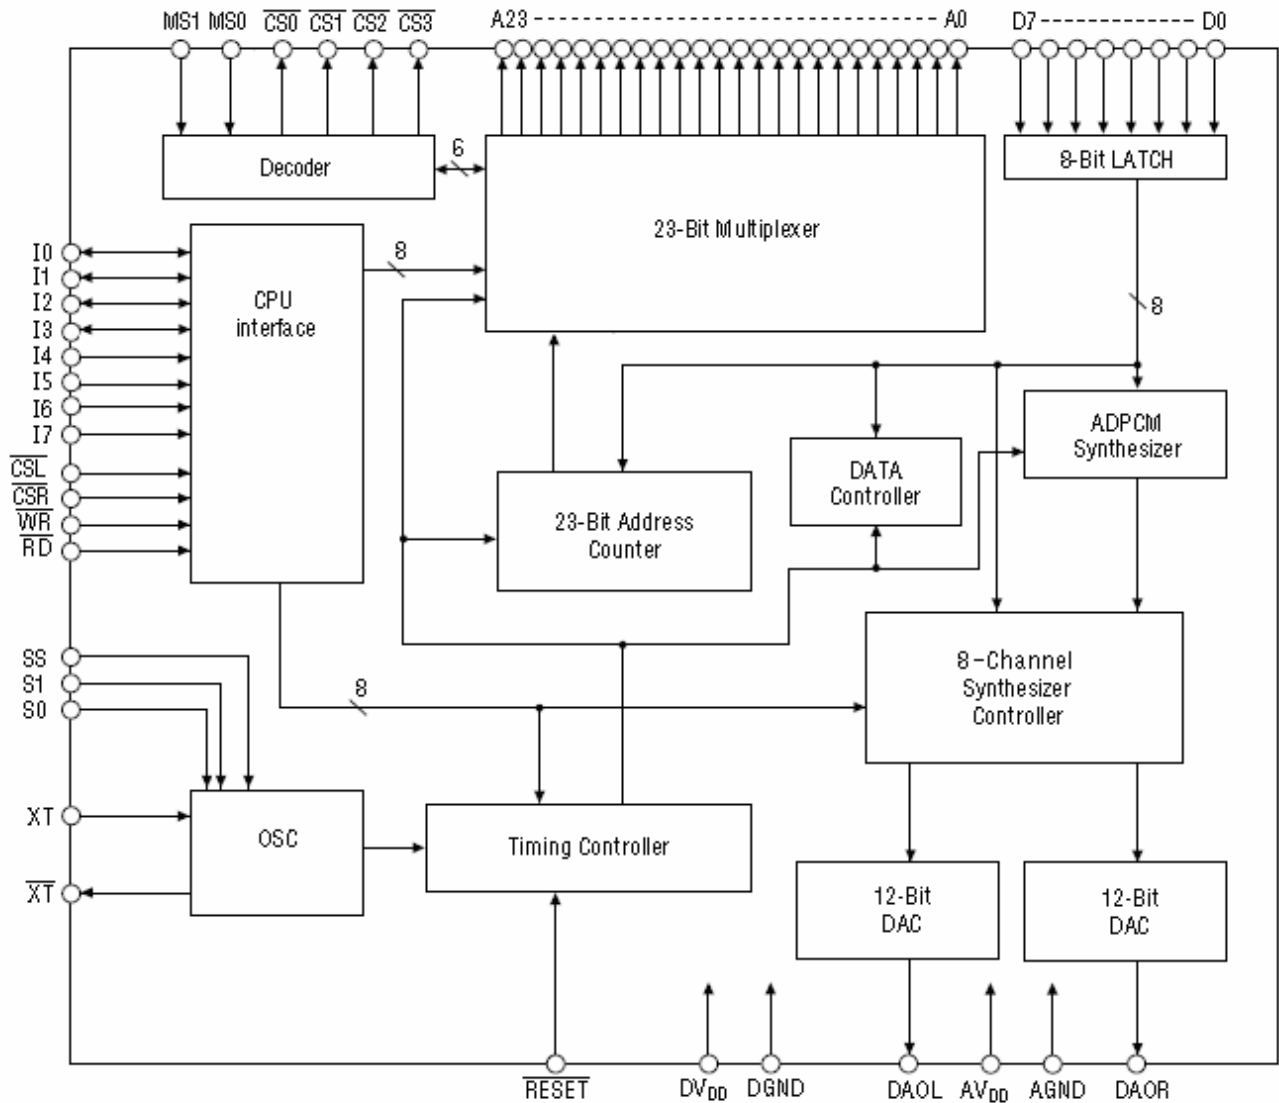 MS1 MS0 CS0 CS1 CS2 CS3 A23 A0 D7 D0
Decoder
6
8-Bit LATCH
23-Bit Multiplexer
8
8
I0
I1
I2
I3
I4
I5
I6
I7
CSL
CSR
WR
RD
CPU
interface
ADPCM
Synthesizer
DATA
Controller
23-Bit Address
Counter
SS
S1
S0
8
8-Channel
Synthesizer
Controller
XT
XT
OSC
Timing Controller
12-Bit
DAC
12-Bit
DAC
RESET DVDD DGND DAOL AVDD AGND DAOR